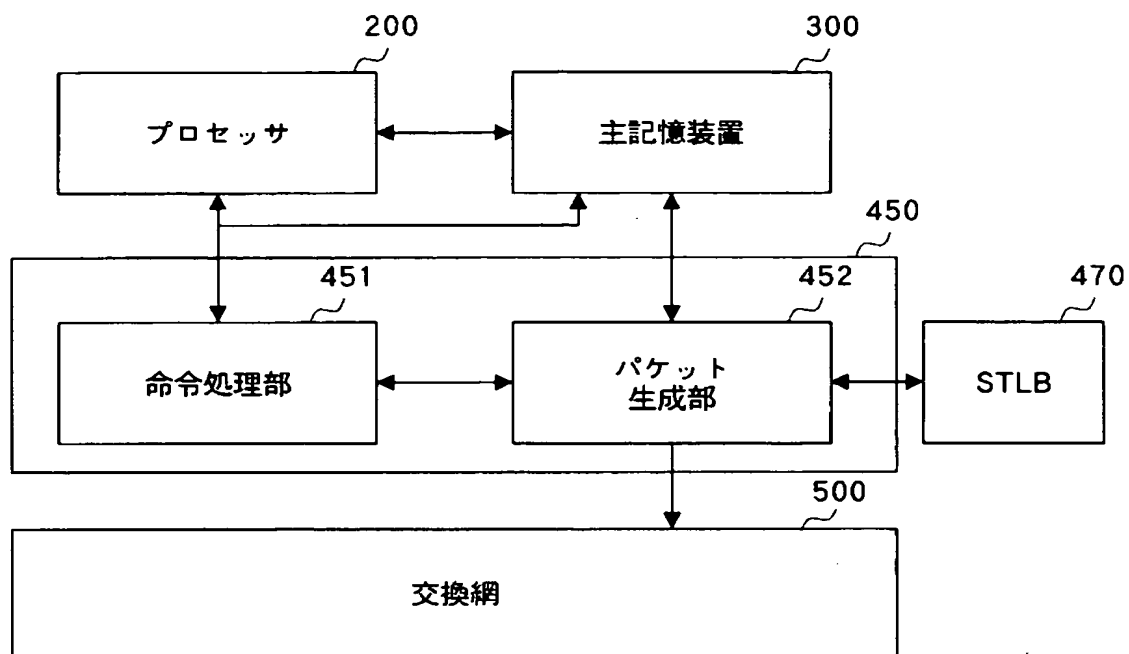 200
300
プロセッサ
主記憶装置
450
451
452
470
命令処理部
パケット
生成部
STLB
500
交換網